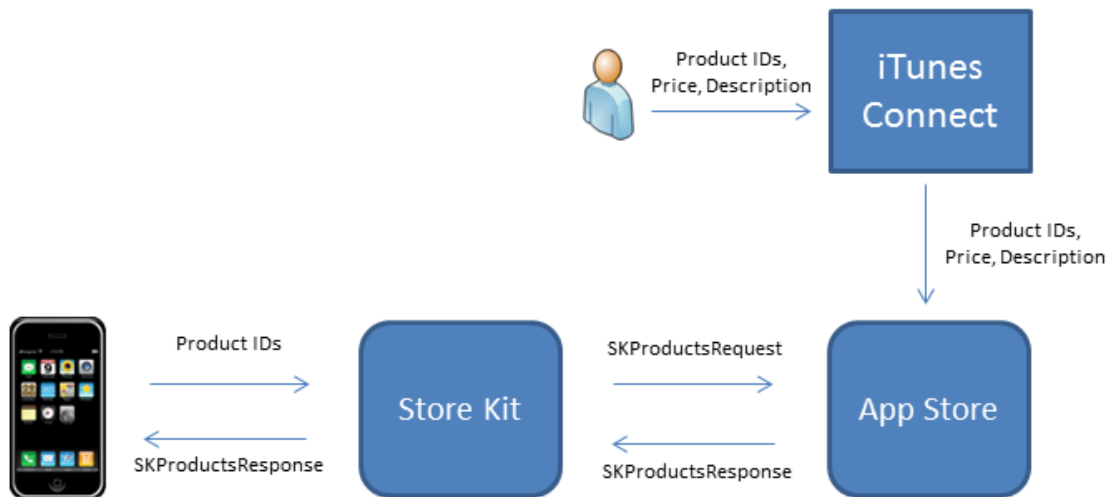 Product IDs,
Price, Description
iTunes
Connect
Product IDs,
Price, Description
Product IDs
SKProductsResponse
Store Kit
SKProductsRequest
SKProductsResponse
App Store